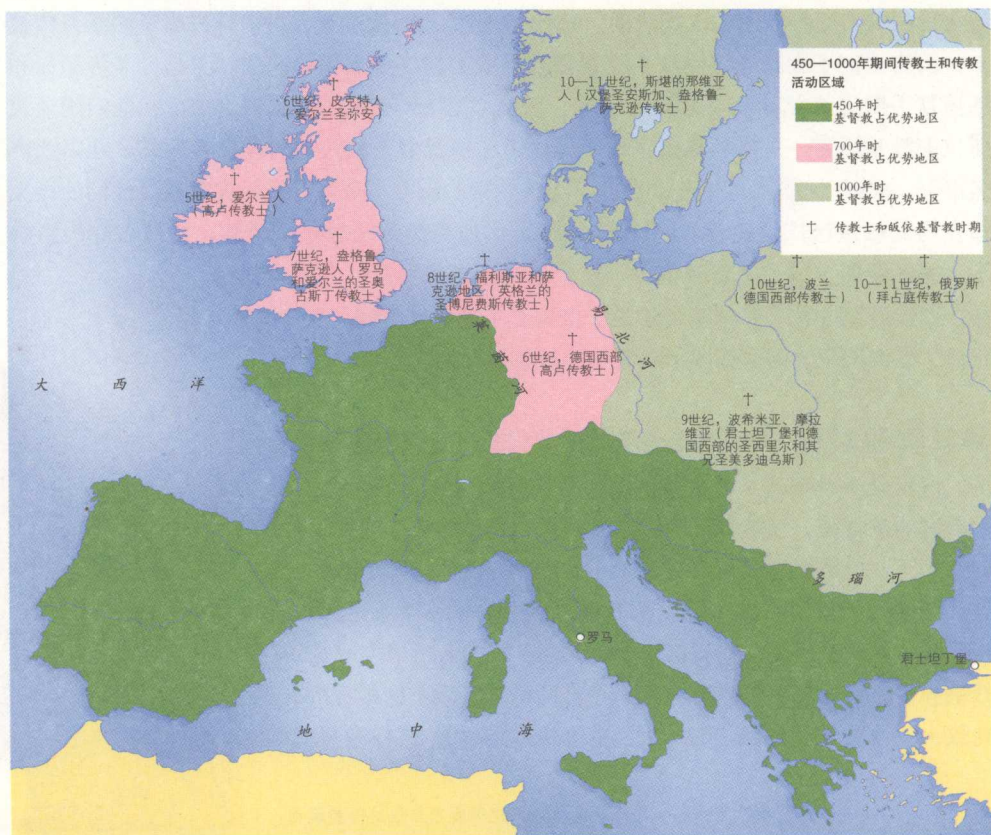 450—1000年期间传教士和传教
活动区域
450年时
基督教占优势地区
700年时
基督教占优势地区
1000年时
基督教占优势地区
† 传教士和皈依基督教时期
†
10—11世纪，斯堪的那维亚
人（汉堡圣安斯加、盎格鲁-
萨克逊传教士）
†
6世纪，皮克特人
（爱尔兰圣弥安）
†
5世纪，爱尔兰人
（高卢传教士）
†
7世纪，盎格鲁
萨克逊人（罗马
和爱尔兰的圣奥
古斯丁传教士）
†
8世纪，福利斯亚和萨
克逊地区（英格兰的
圣博尼费斯传教士）
†
10世纪，波兰
（德国西部传教士）
†
10—11世纪，俄罗斯
（拜占庭传教士）
†
6世纪，德国西部
（高卢传教士）
†
9世纪，波希米亚、摩拉
维亚（君士坦丁堡和德
国西部的圣西里尔和其
兄圣美多迪乌斯）
莱茵河
易北河
大西洋
多瑙河
罗马
君士坦丁堡
地中海